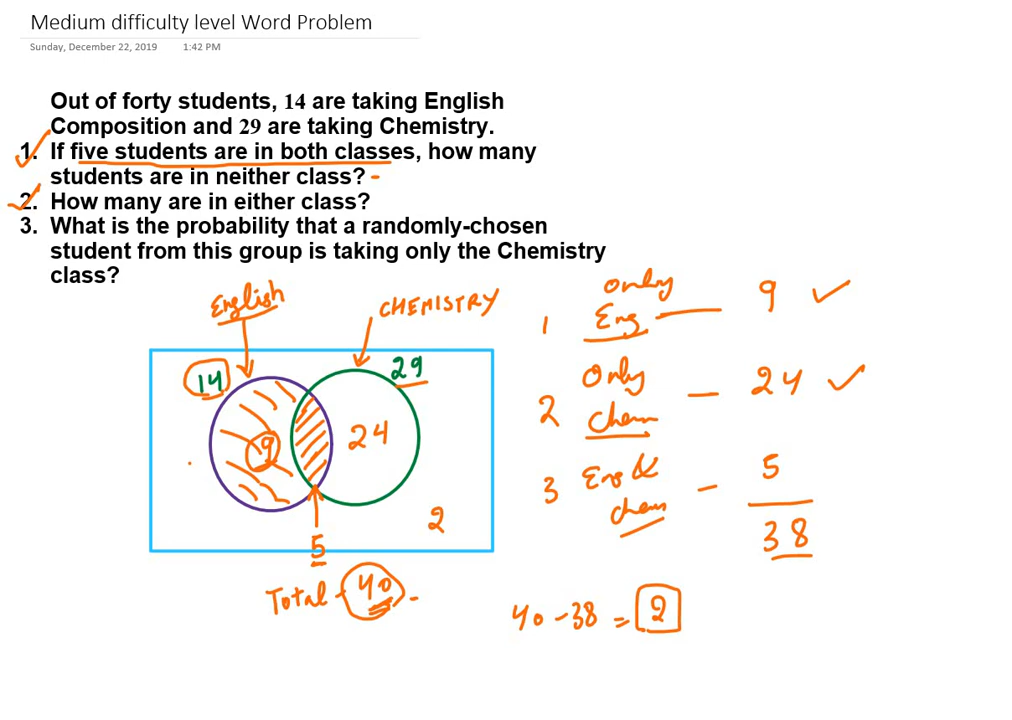 Medium difficulty level Word Problem
Sunday, December 22, 2019 1:42 PM
Out of forty students, 14 are taking English
Composition and 29 are taking Chemistry.
1. If five students are in both classes, how many
students are in neither class? -
2. How many are in either class?
3. What is the probability that a randomly-chosen
student from this group is taking only the Chemistry
class?
English
CHEMISTRY
14
29
9
24
2
5
Total - 40.
only
1 Eng — 9
Only
2 chem — 24
3 Eng &
chem - 5
38
40 - 38 = 2